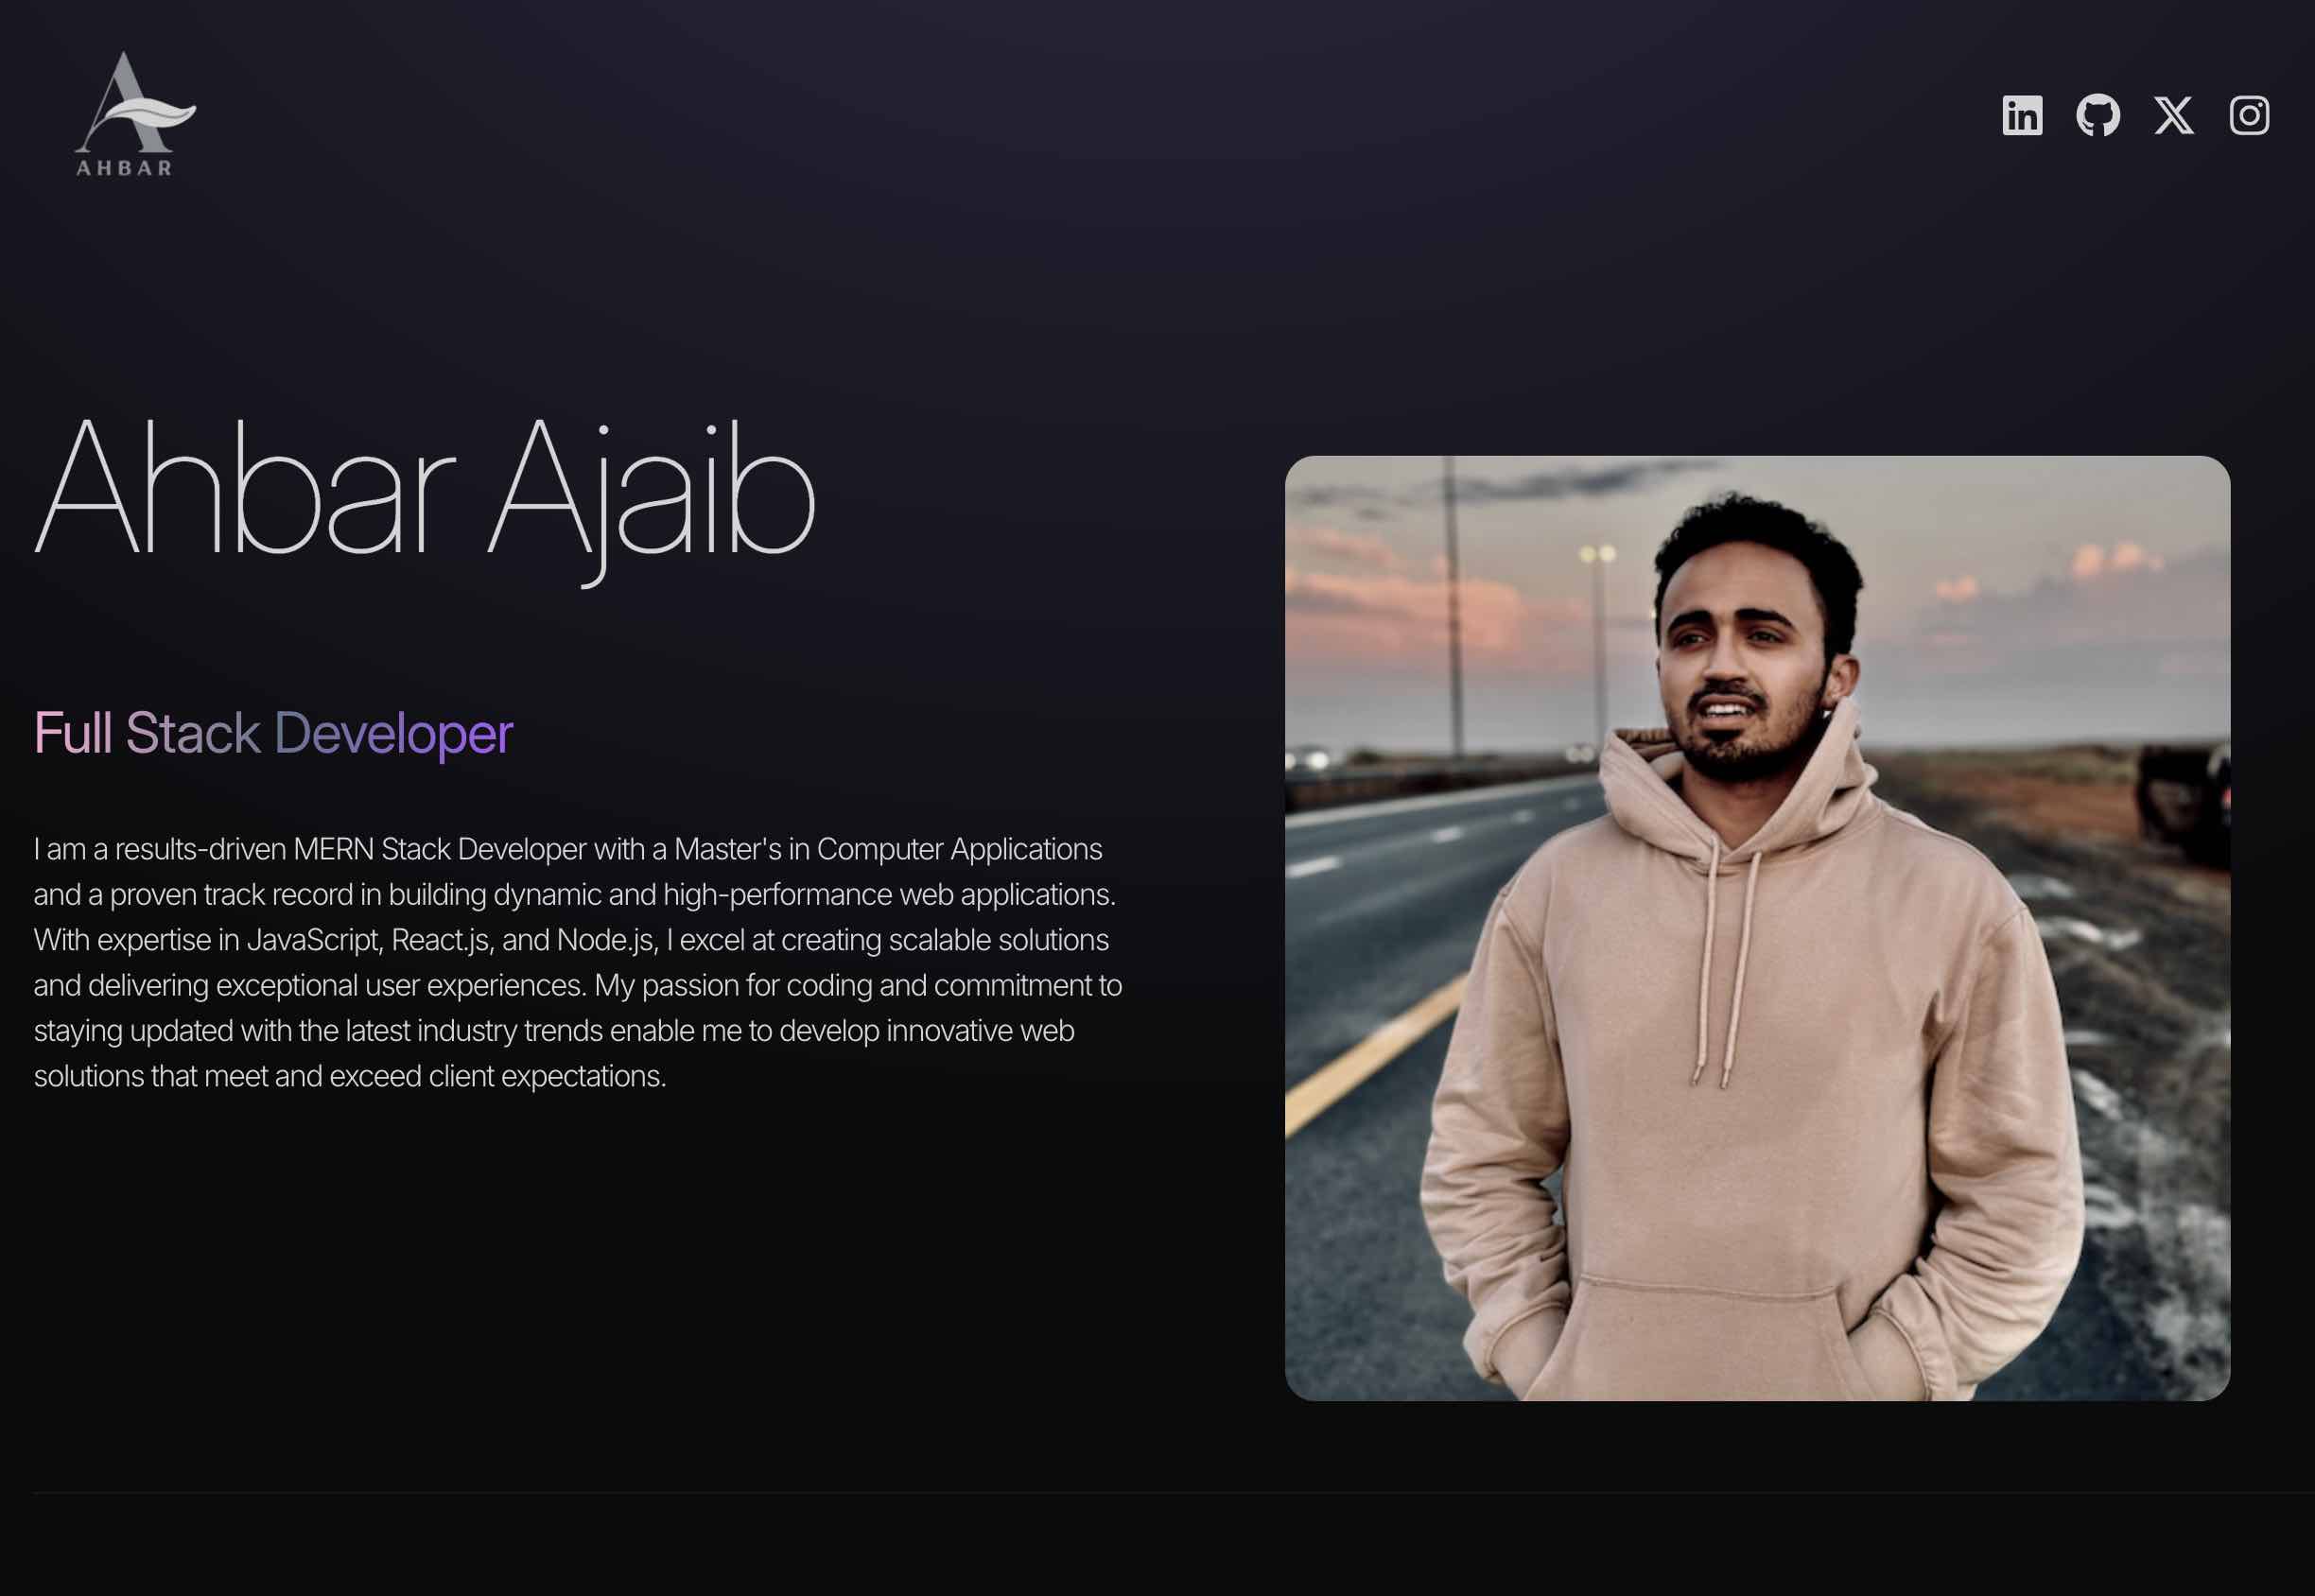 AHBAR
Ahbar Ajaib
Full Stack Developer
I am a results-driven MERN Stack Developer with a Master's in Computer Applications
and a proven track record in building dynamic and high-performance web applications.
With expertise in JavaScript, React.js, and Node.js, I excel at creating scalable solutions
and delivering exceptional user experiences. My passion for coding and commitment to
staying updated with the latest industry trends enable me to develop innovative web
solutions that meet and exceed client expectations.